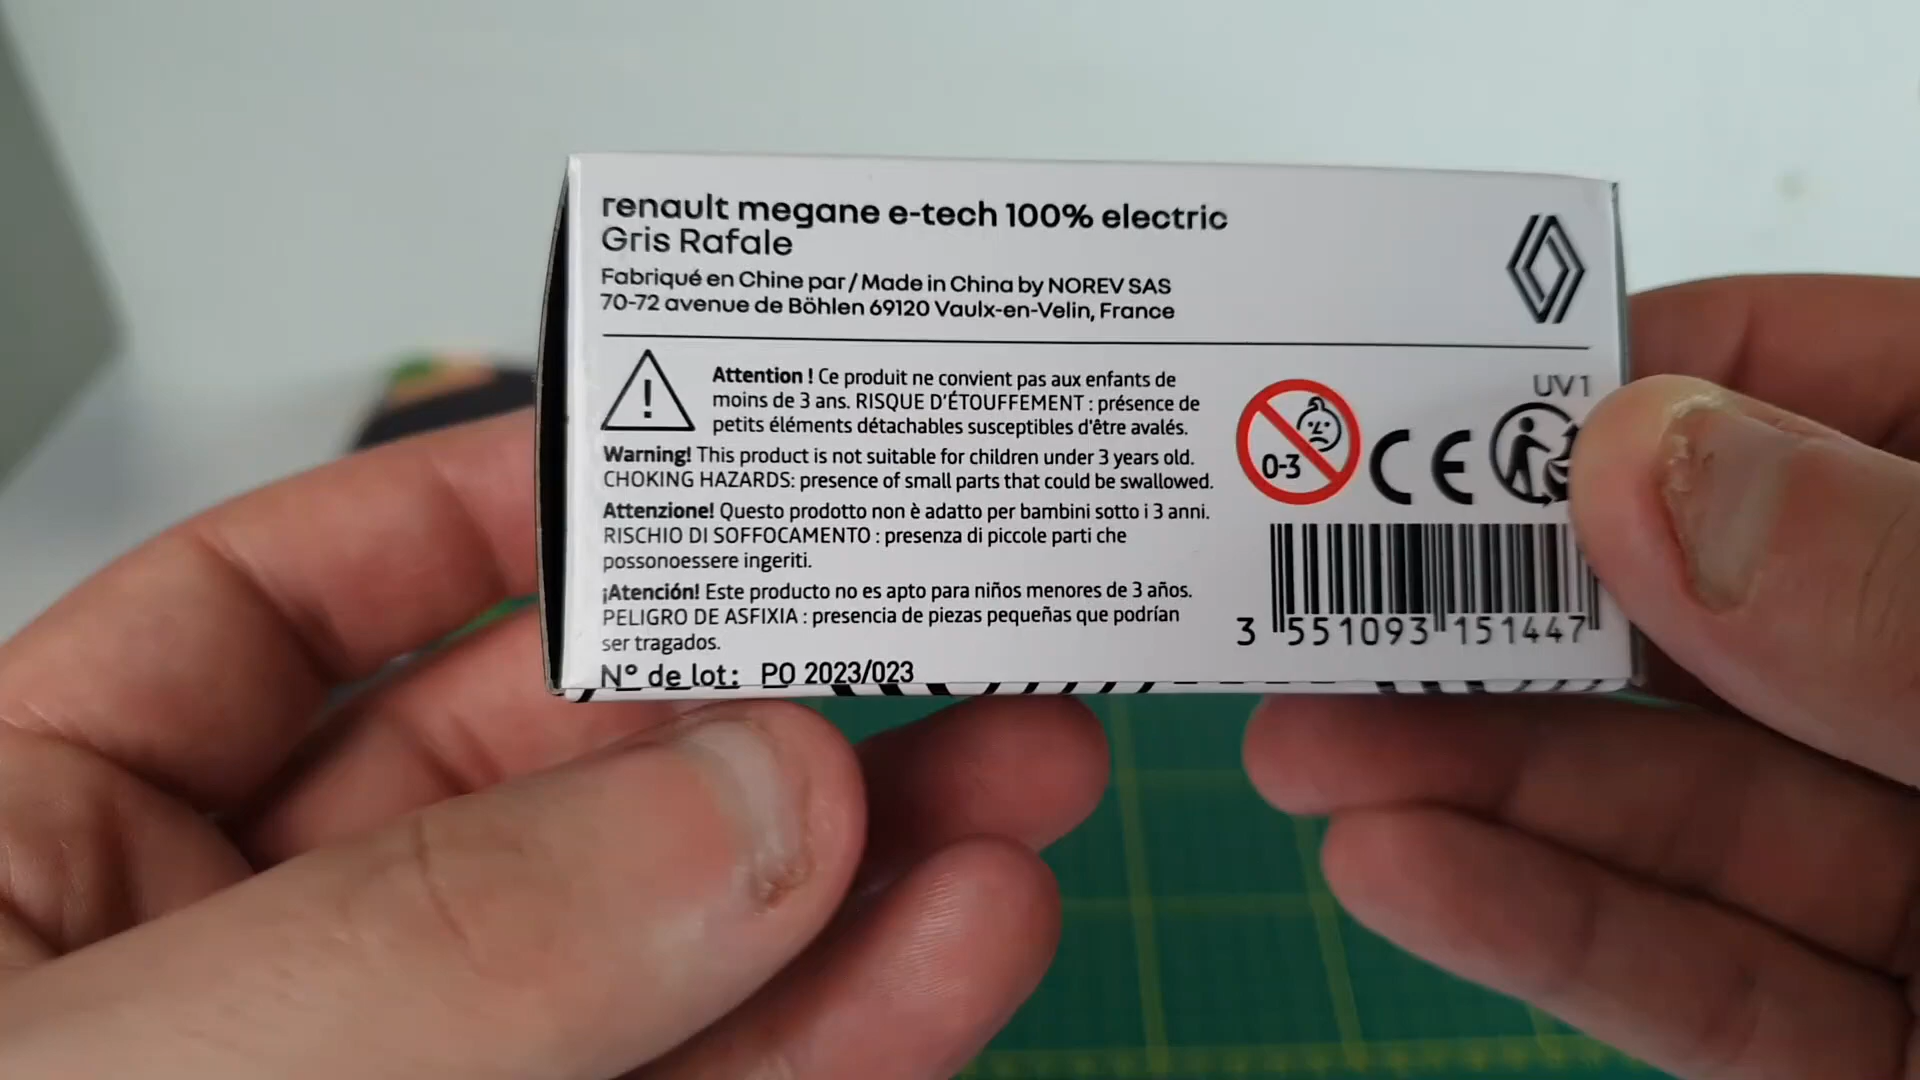 renault megane e-tech 100% electric
Gris Rafale
Fabriqué en Chine par / Made in China by NOREV SAS
70-72 avenue de Böhlen 69120 Vaulx-en-Velin, France
Attention ! Ce produit ne convient pas aux enfants de
moins de 3 ans. RISQUE D'ÉTOUFFEMENT : présence de
petits éléments détachables susceptibles d'être avalés.
Warning! This product is not suitable for children under 3 years old.
CHOKING HAZARDS: presence of small parts that could be swallowed.
Attenzione! Questo prodotto non è adatto per bambini sotto i 3 anni.
RISCHIO DI SOFFOCAMENTO : presenza di piccole parti che
possonoessere ingeriti.
¡Atención! Este producto no es apto para niños menores de 3 años.
PELIGRO DE ASFIXIA : presencia de piezas pequeñas que podrían
ser tragados.
N° de lot: PO 2023/023
UV1
0-3
CE
3 551093 151447